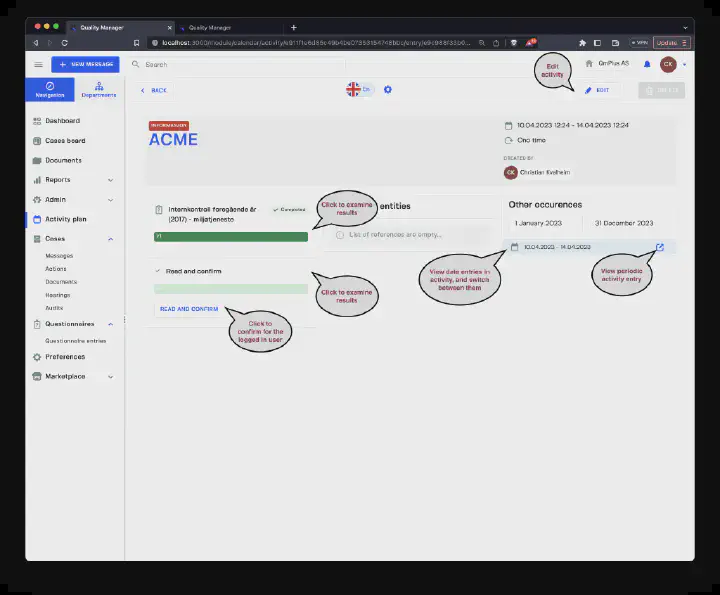 Quality Manager
Quality Manager
localhost
VPN
Update
NEW MESSAGE
Search
Edit
activity
QmPlus AS
CK
Navigation
Departments
BACK
En
EDIT
DELETE
Dashboard
Cases board
Documents
Reports
Admin
Activity plan
Cases
Messages
Actions
Documents
Hearings
Audits
Questionnaires
Questionnaire entries
Preferences
Marketplace
INFORMASJON
ACME
10.04.2023 12:24 - 14.04.2023 12:24
One time
CREATED BY
CK
Christian Kvalheim
Internkontroll foregående år
(2017) - miljøtjeneste
Completed
Click to examine
results
entities
List of references are empty...
Other occurences
1 January 2023
31 December 2023
10.04.2023 - 14.04.2023
Read and confirm
READ AND CONFIRM
Click to examine
results
View date entries in
activity, and switch
between them
View periodic
activity entry
Click to
confirm for the
logged in user